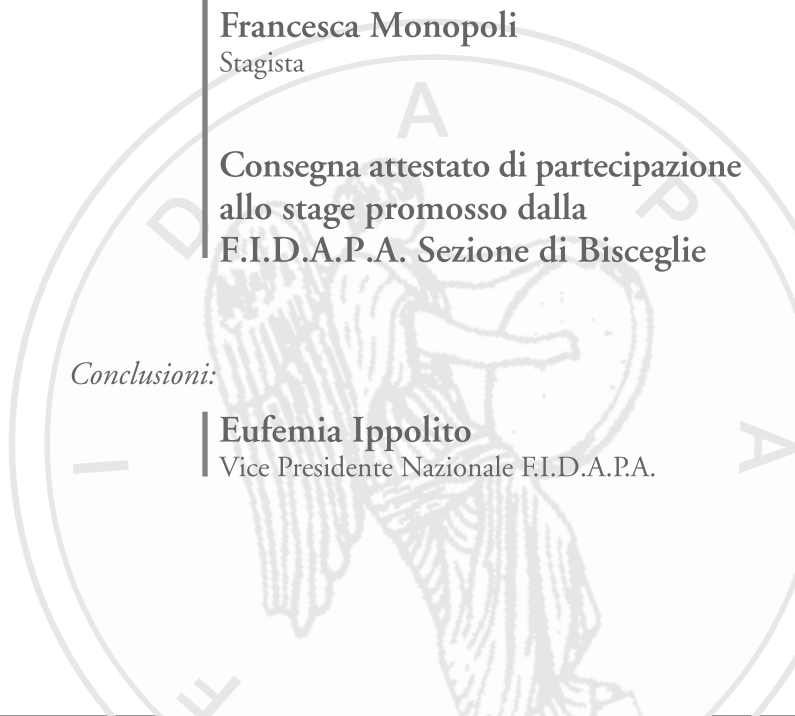 Francesca Monopoli
Stagista
Consegna attestato di partecipazione
allo stage promosso dalla
F.I.D.A.P.A. Sezione di Bisceglie
Conclusioni:
Eufemia Ippolito
Vice Presidente Nazionale F.I.D.A.P.A.
F I D A P A